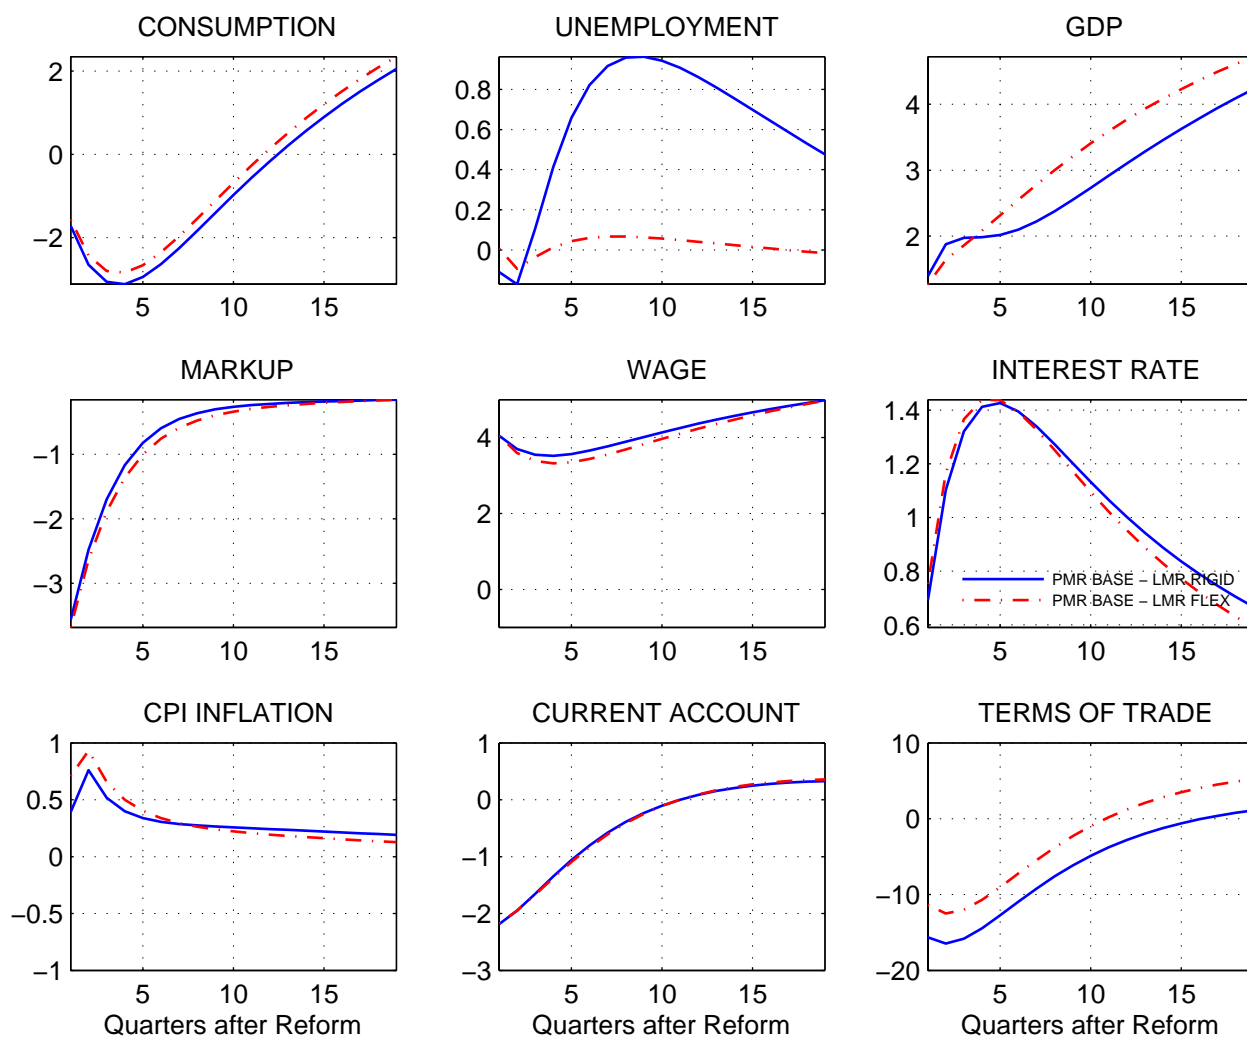 CONSUMPTION
2
0
−2
5 10 15
UNEMPLOYMENT
0.8
0.6
0.4
0.2
0
5 10 15
GDP
4
3
2
5 10 15
MARKUP
−1
−2
−3
5 10 15
WAGE
4
2
0
5 10 15
INTEREST RATE
1.4
1.2
1
0.8
0.6
PMR BASE − LMR RIGID
PMR BASE − LMR FLEX
5 10 15
CPI INFLATION
1
0.5
0
−0.5
−1
5 10 15
Quarters after Reform
CURRENT ACCOUNT
1
0
−1
−2
−3
5 10 15
Quarters after Reform
TERMS OF TRADE
10
0
−10
−20
5 10 15
Quarters after Reform